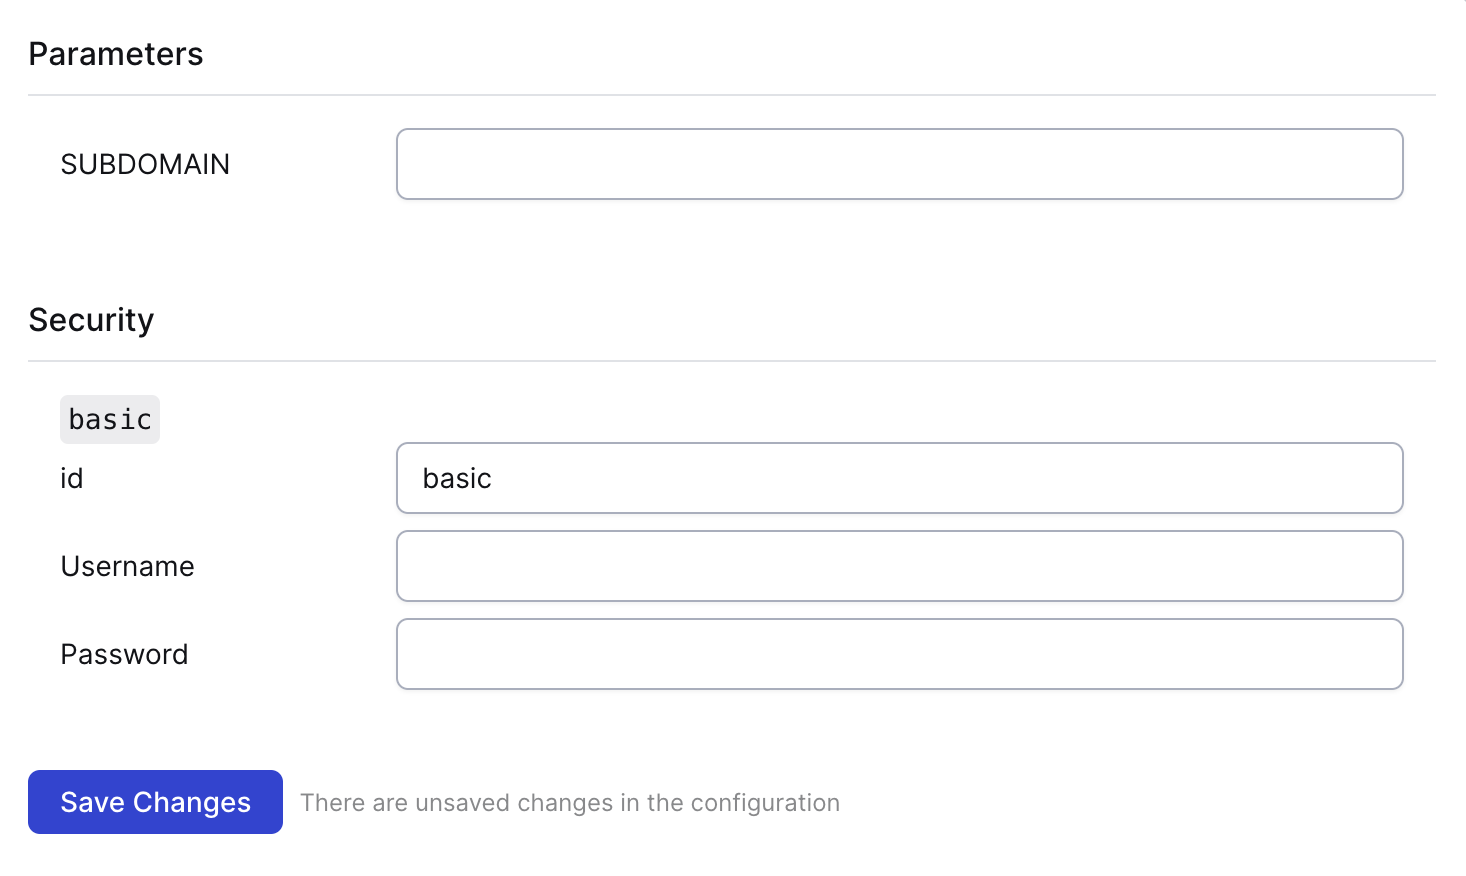 Parameters
SUBDOMAIN
Security
basic
id
basic
Username
Password
Save Changes
There are unsaved changes in the configuration